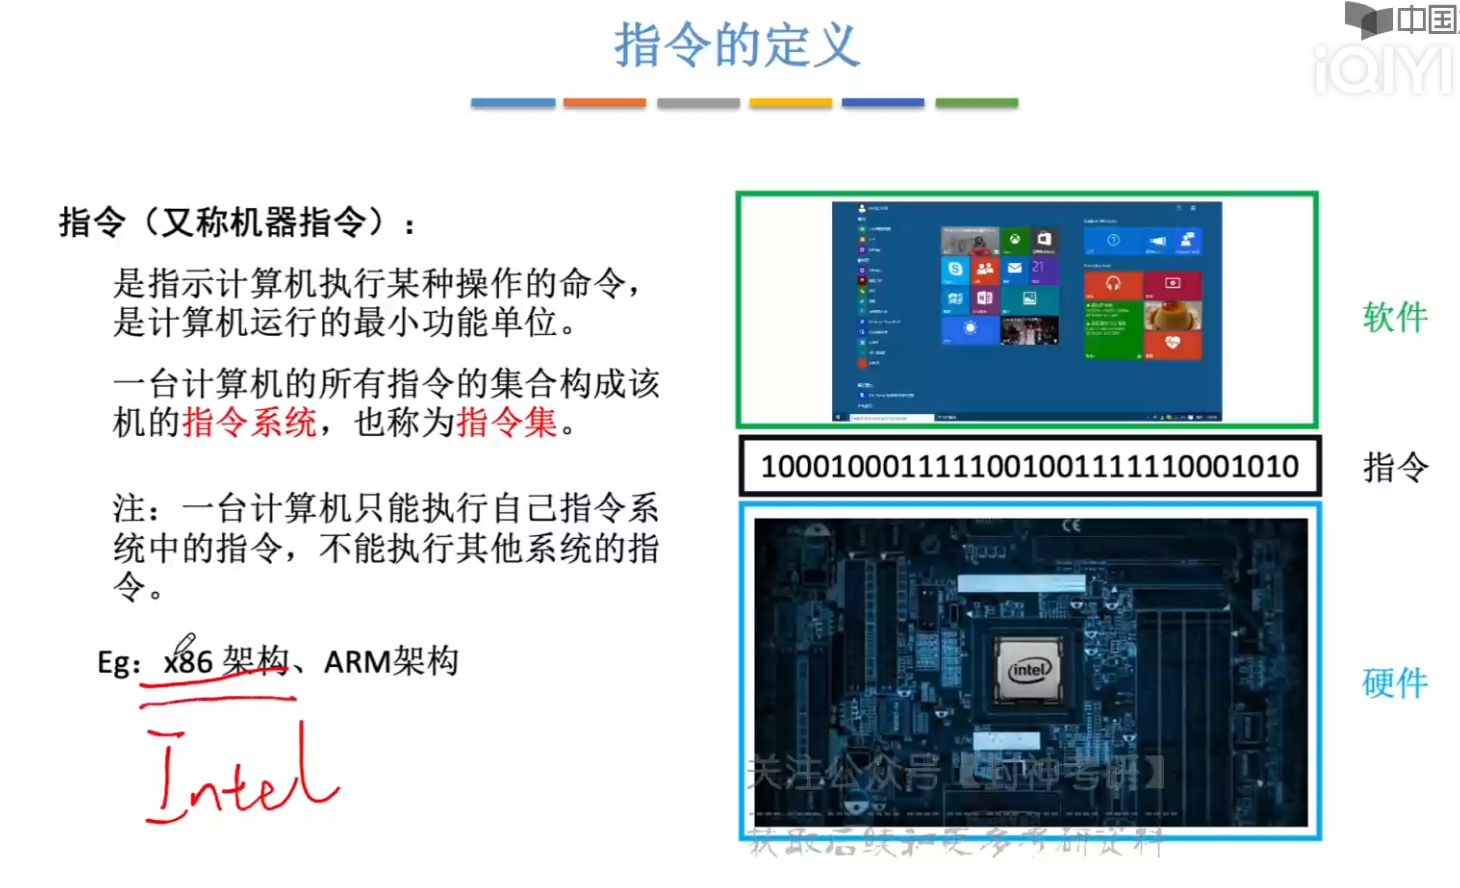 中国
iQIYI
指令的定义
指令（又称机器指令）：
是指示计算机执行某种操作的命令，
是计算机运行的最小功能单位。
一台计算机的所有指令的集合构成该
机的指令系统，也称为指令集。
注：一台计算机只能执行自己指令系
统中的指令，不能执行其他系统的指
令。
Eg：x86 架构、ARM架构
Intel
软件
10001000111110010011111110001010
指令
CE
intel
硬件
关注公众号【封神考研】
获取后续和更多考研资料